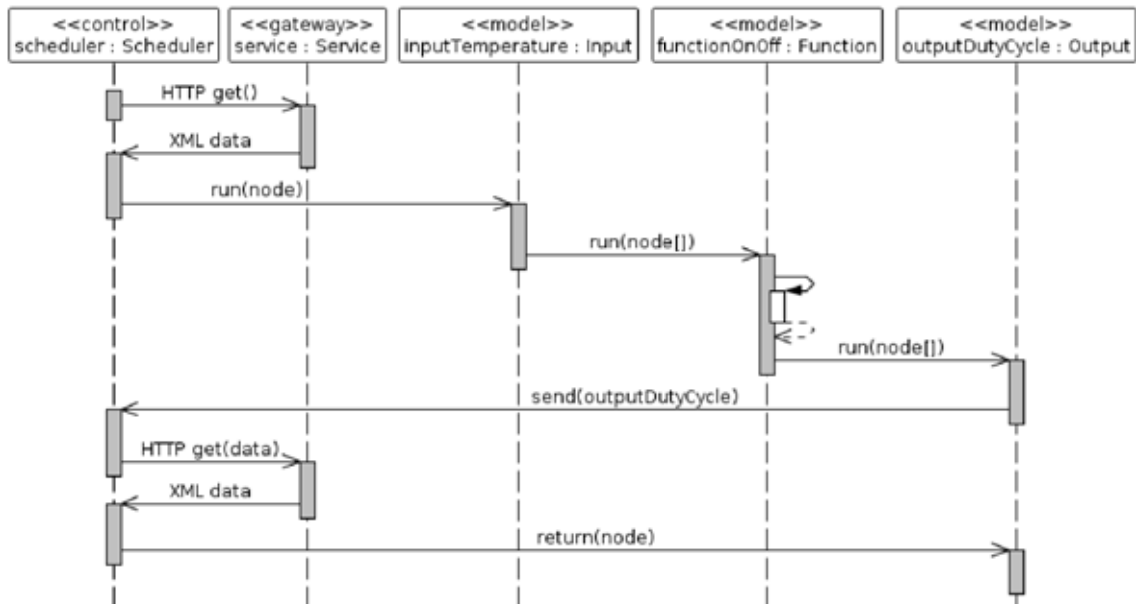 <<control>>
scheduler : Scheduler
<<gateway>>
service : Service
<<model>>
inputTemperature : Input
<<model>>
functionOnOff : Function
<<model>>
outputDutyCycle : Output
HTTP get()
XML data
run(node)
run(node[])
run(node[])
send(outputDutyCycle)
HTTP get(data)
XML data
return(node)